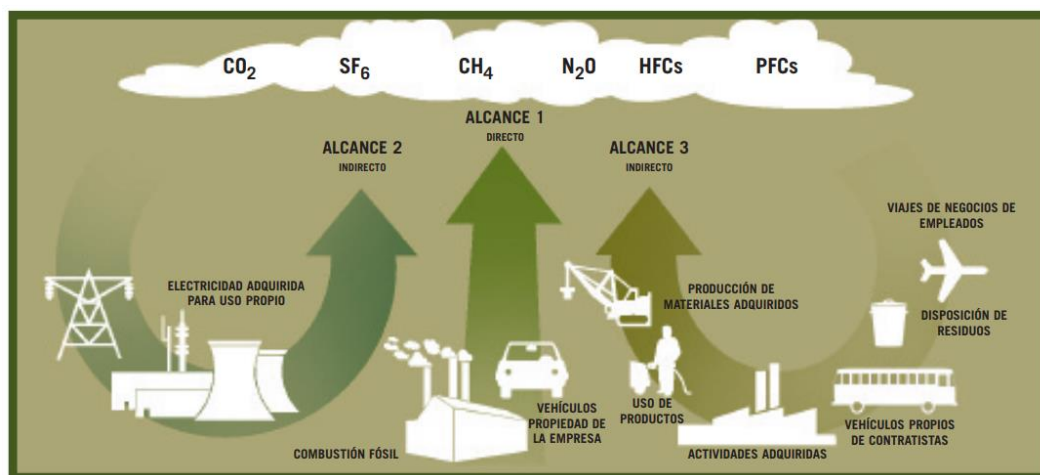 CO₂ SF₆ CH₄ N₂O HFCs PFCs
ALCANCE 1
DIRECTO
ALCANCE 2
INDIRECTO
ALCANCE 3
INDIRECTO
VIAJES DE NEGOCIOS DE
EMPLEADOS
ELECTRICIDAD ADQUIRIDA
PARA USO PROPIO
PRODUCCIÓN DE
MATERIALES ADQUIRIDOS
DISPOSICIÓN DE
RESIDUOS
COMBUSTIÓN FÓSIL
VEHÍCULOS
PROPIEDAD DE
LA EMPRESA
USO DE
PRODUCTOS
ACTIVIDADES ADQUIRIDAS
VEHÍCULOS PROPIOS
DE CONTRATISTAS